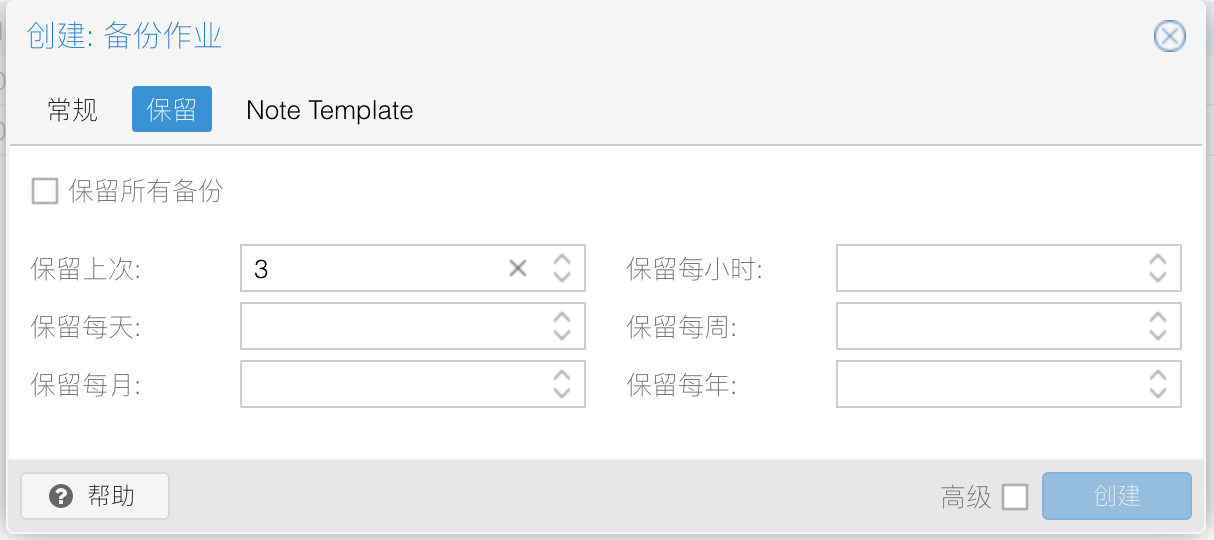 创建: 备份作业
常规 保留 Note Template
保留所有备份
保留上次: 3 保留每小时:
保留每天: 保留每周:
保留每月: 保留每年:
帮助 高级 创建